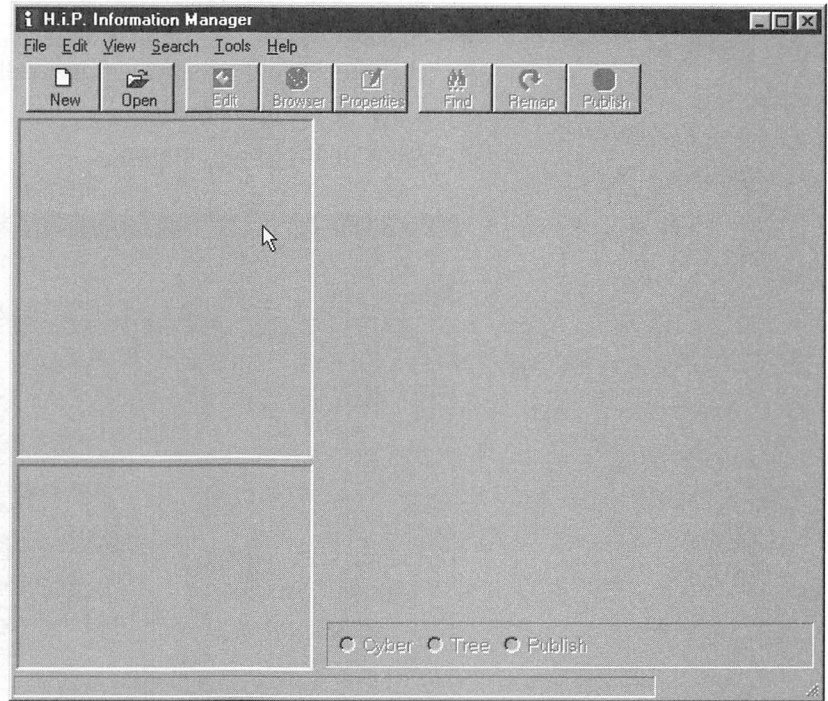 H.i.P. Information Manager
File Edit View Search Tools Help
New Open Edit Browser Properties Find Remap Publish
Cyber Tree Publish